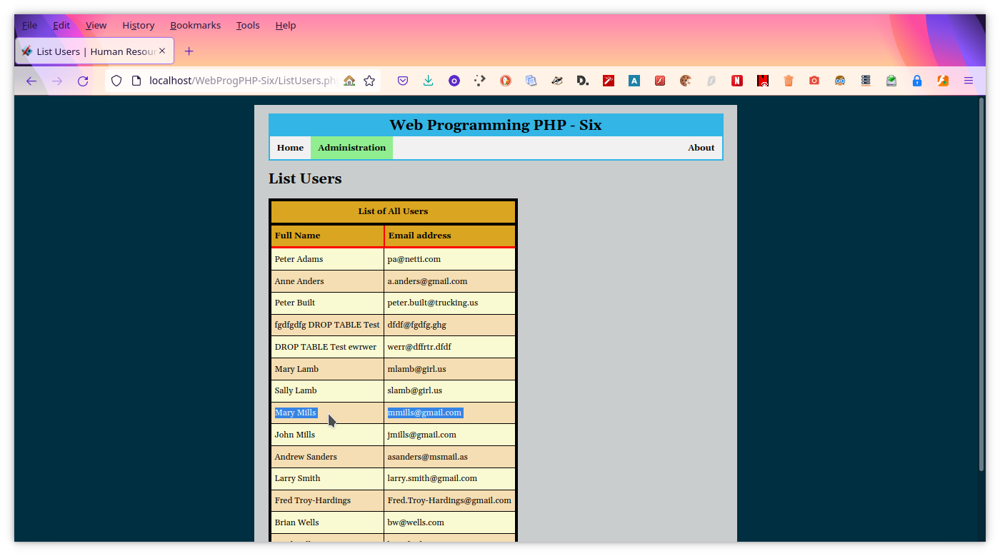 File Edit View History Bookmarks Tools Help
List Users | Human Resour
localhost/WebProgPHP-Six/ListUsers.ph
Web Programming PHP - Six
Home Administration About
List Users
List of All Users
Full Name Email address
Peter Adams pa@netti.com
Anne Anders a.anders@gmail.com
Peter Built peter.built@trucking.us
fgdfgdfg DROP TABLE Test dfdf@fgdfg.ghg
DROP TABLE Test ewrwer werr@dffrtr.dfdf
Mary Lamb mlamb@girl.us
Sally Lamb slamb@girl.us
Mary Mills mmills@gmail.com
John Mills jmills@gmail.com
Andrew Sanders asanders@msmail.as
Larry Smith larry.smith@gmail.com
Fred Troy-Hardings Fred.Troy-Hardings@gmail.com
Brian Wells bw@wells.com